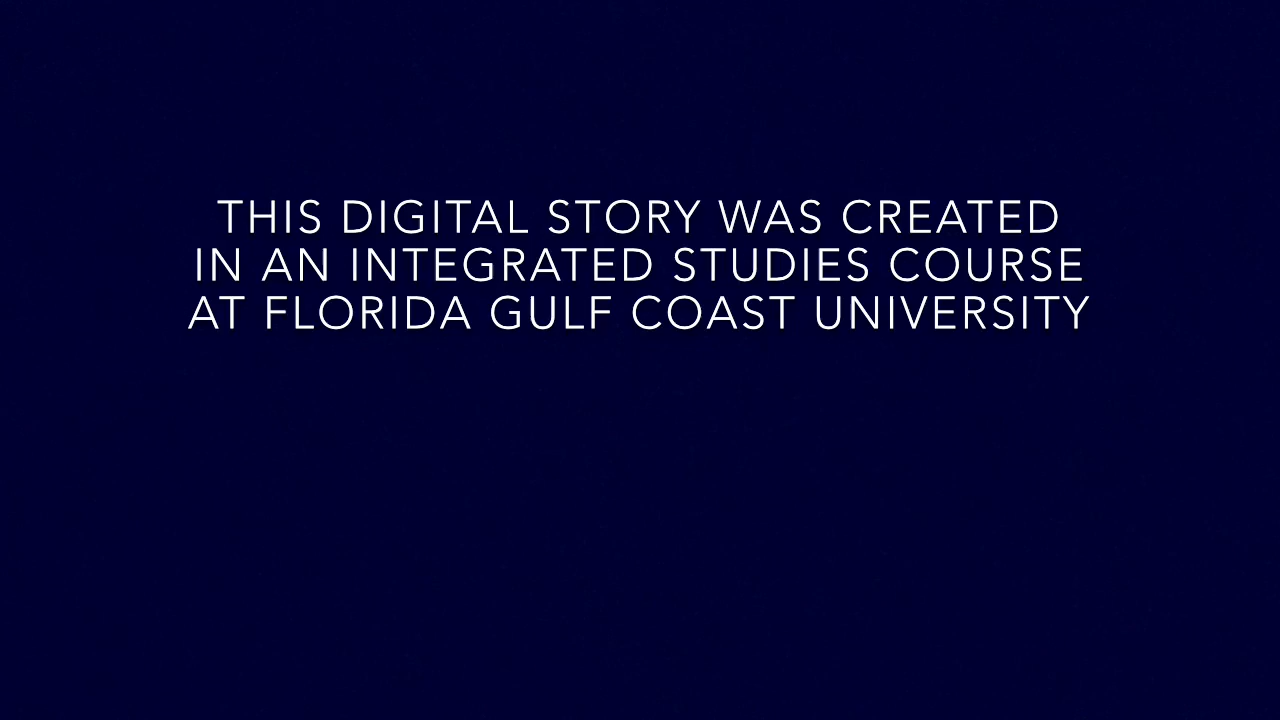 THIS DIGITAL STORY WAS CREATED
IN AN INTEGRATED STUDIES COURSE
AT FLORIDA GULF COAST UNIVERSITY